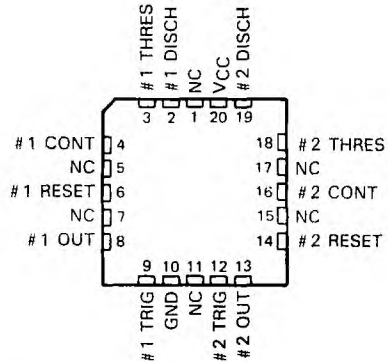 #1 THRES
#1 DISCH
NC
VCC
#2 DISCH
3 2 1 20 19
#1 CONT 4
NC 5
#1 RESET 6
NC 7
#1 OUT 8
18 #2 THRES
17 NC
16 #2 CONT
15 NC
14 #2 RESET
9 10 11 12 13
#1 TRIG
GND
NC
#2 TRIG
#2 OUT